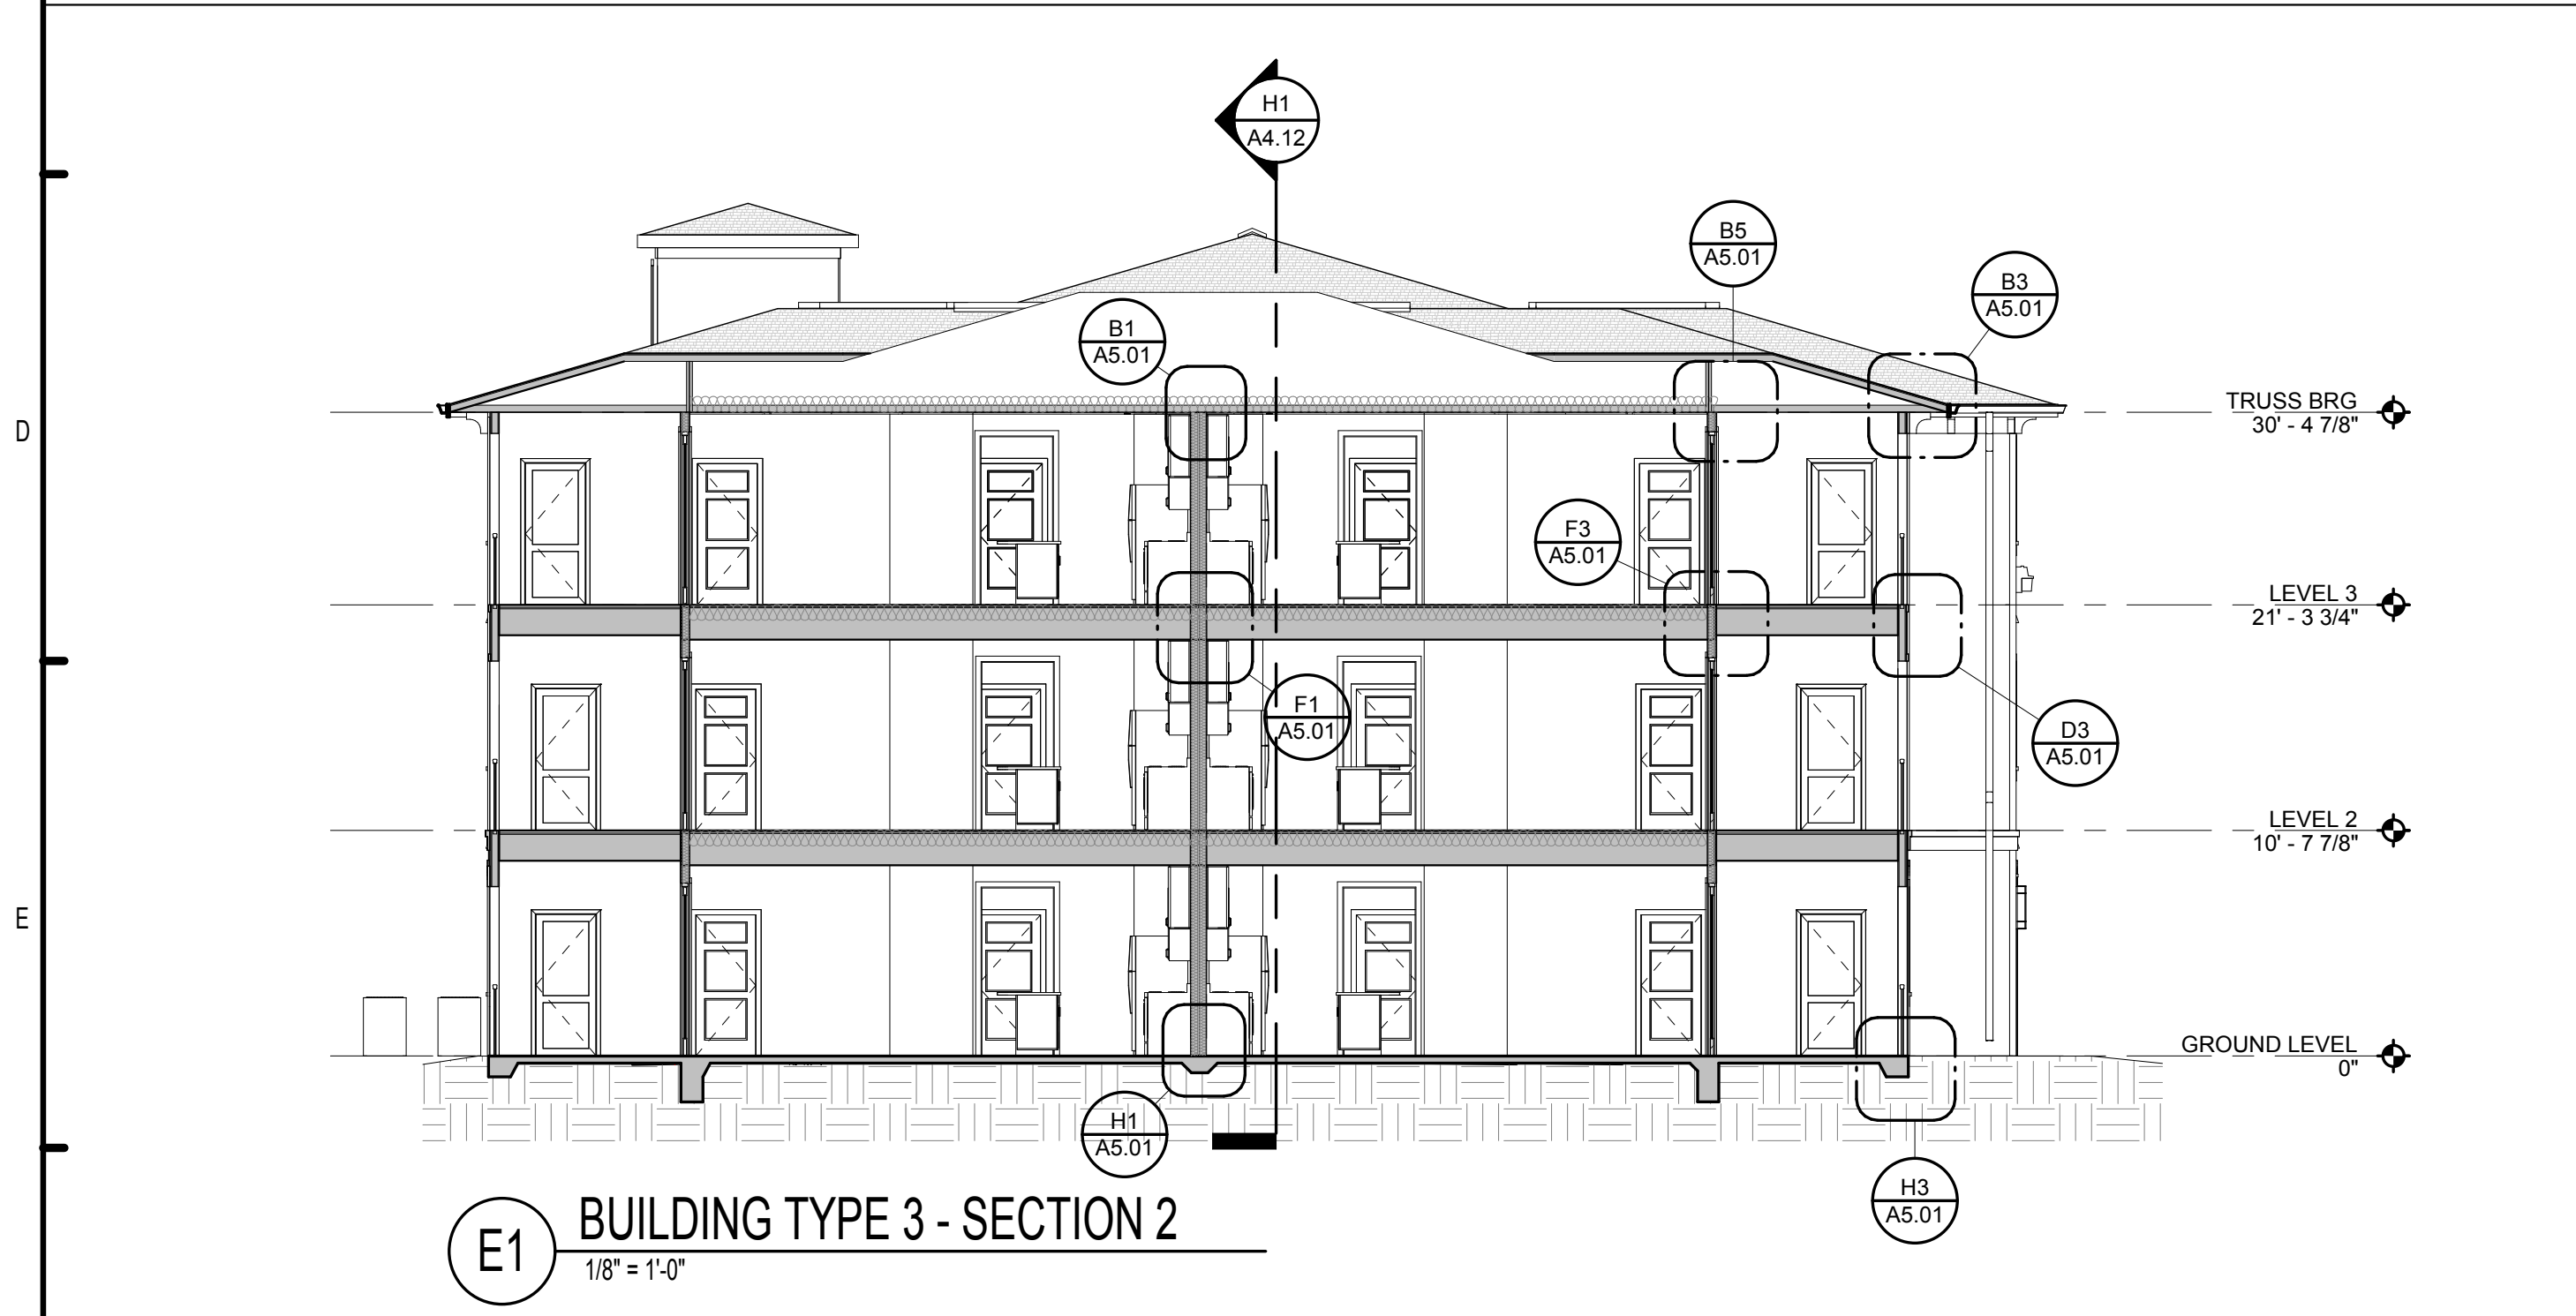 H1
A4.12
B5
A5.01
B3
A5.01
B1
A5.01
TRUSS BRG
30' - 4 7/8"
D
F3
A5.01
LEVEL 3
21' - 3 3/4"
F1
A5.01
D3
A5.01
LEVEL 2
10' - 7 7/8"
E
GROUND LEVEL
0"
H1
A5.01
H3
A5.01
E1
BUILDING TYPE 3 - SECTION 2
1/8" = 1'-0"